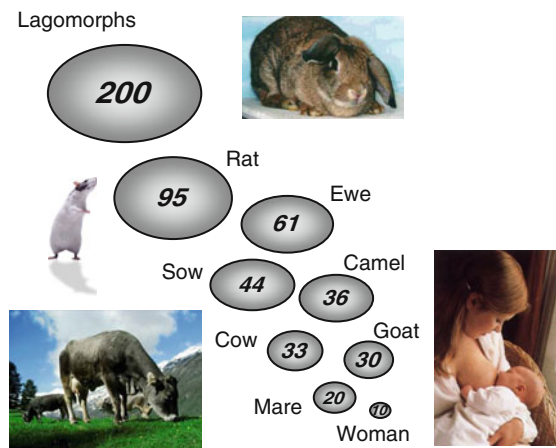 Lagomorphs
200
Rat
95
Ewe
61
Sow
44
Camel
36
Cow
33
Goat
30
Mare
20
10
Woman